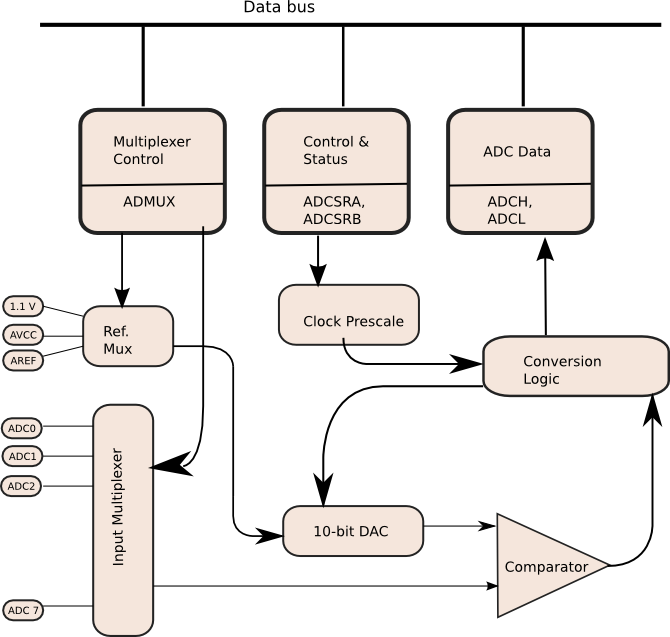 Data bus
Multiplexer
Control
ADMUX
Control &
Status
ADCSRA,
ADCSRB
ADC Data
ADCH,
ADCL
1.1 V
AVCC
AREF
Ref.
Mux
Clock Prescale
Conversion
Logic
ADC0
ADC1
ADC2
ADC 7
Input Multiplexer
10-bit DAC
Comparator